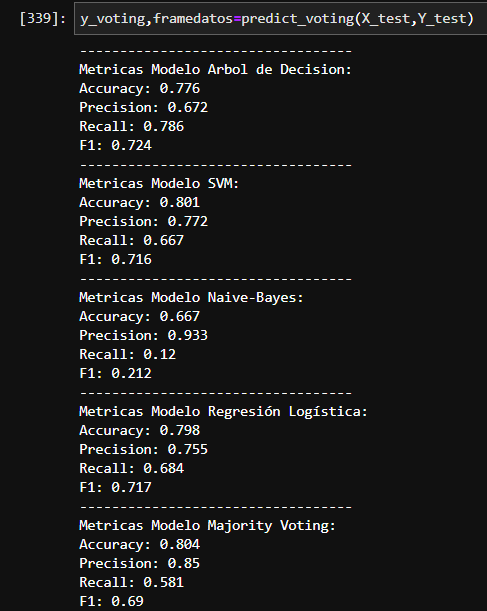 [339]: y_voting,framedatos=predict_voting(X_test,Y_test)
----------------------------------
Metricas Modelo Arbol de Decision:
Accuracy: 0.776
Precision: 0.672
Recall: 0.786
F1: 0.724
----------------------------------
Metricas Modelo SVM:
Accuracy: 0.801
Precision: 0.772
Recall: 0.667
F1: 0.716
----------------------------------
Metricas Modelo Naive-Bayes:
Accuracy: 0.667
Precision: 0.933
Recall: 0.12
F1: 0.212
----------------------------------
Metricas Modelo Regresión Logística:
Accuracy: 0.798
Precision: 0.755
Recall: 0.684
F1: 0.717
----------------------------------
Metricas Modelo Majority Voting:
Accuracy: 0.804
Precision: 0.85
Recall: 0.581
F1: 0.69